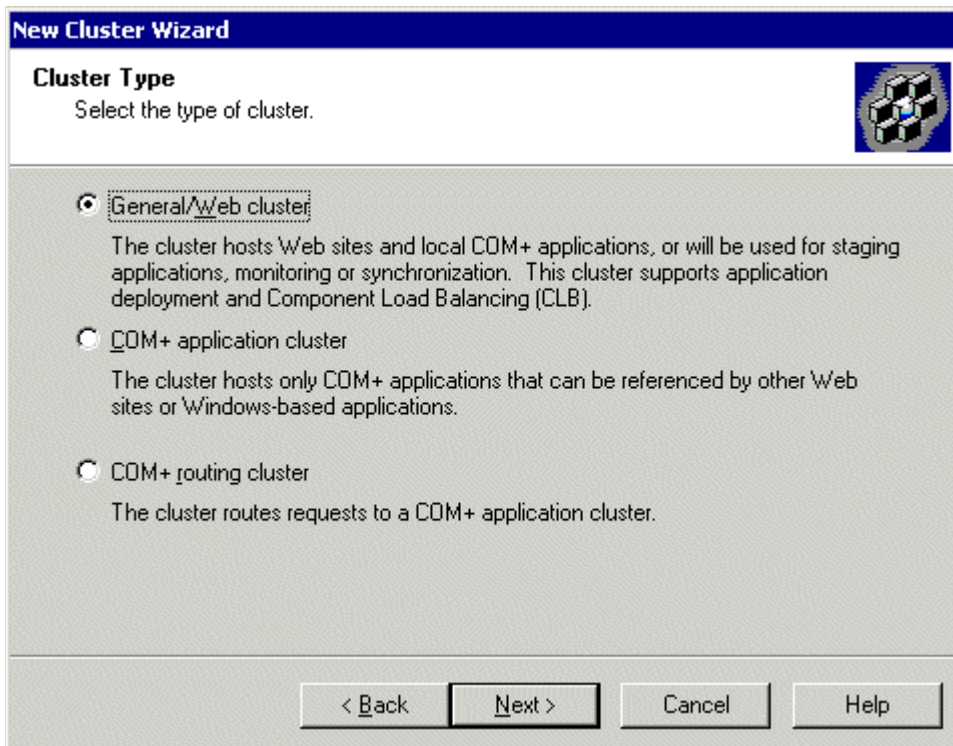 New Cluster Wizard
Cluster Type
Select the type of cluster.
General/Web cluster
The cluster hosts Web sites and local COM+ applications, or will be used for staging
applications, monitoring or synchronization.  This cluster supports application
deployment and Component Load Balancing (CLB).
COM+ application cluster
The cluster hosts only COM+ applications that can be referenced by other Web
sites or Windows-based applications.
COM+ routing cluster
The cluster routes requests to a COM+ application cluster.
< Back Next > Cancel Help